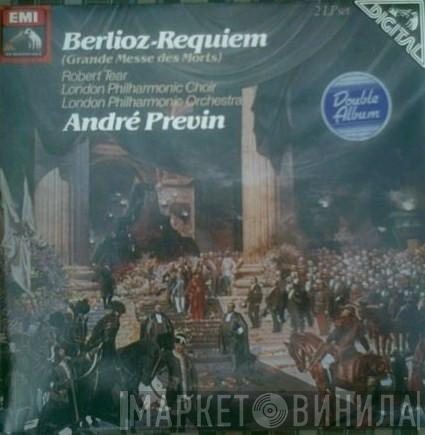 EMI
2 LP set
DIGITAL
Berlioz-Requiem
(Grande Messe des Morts)
Robert Tear
London Philharmonic Choir
London Philharmonic Orchestra
André Previn
Double
Album
МАРКЕТ ВИНИЛА